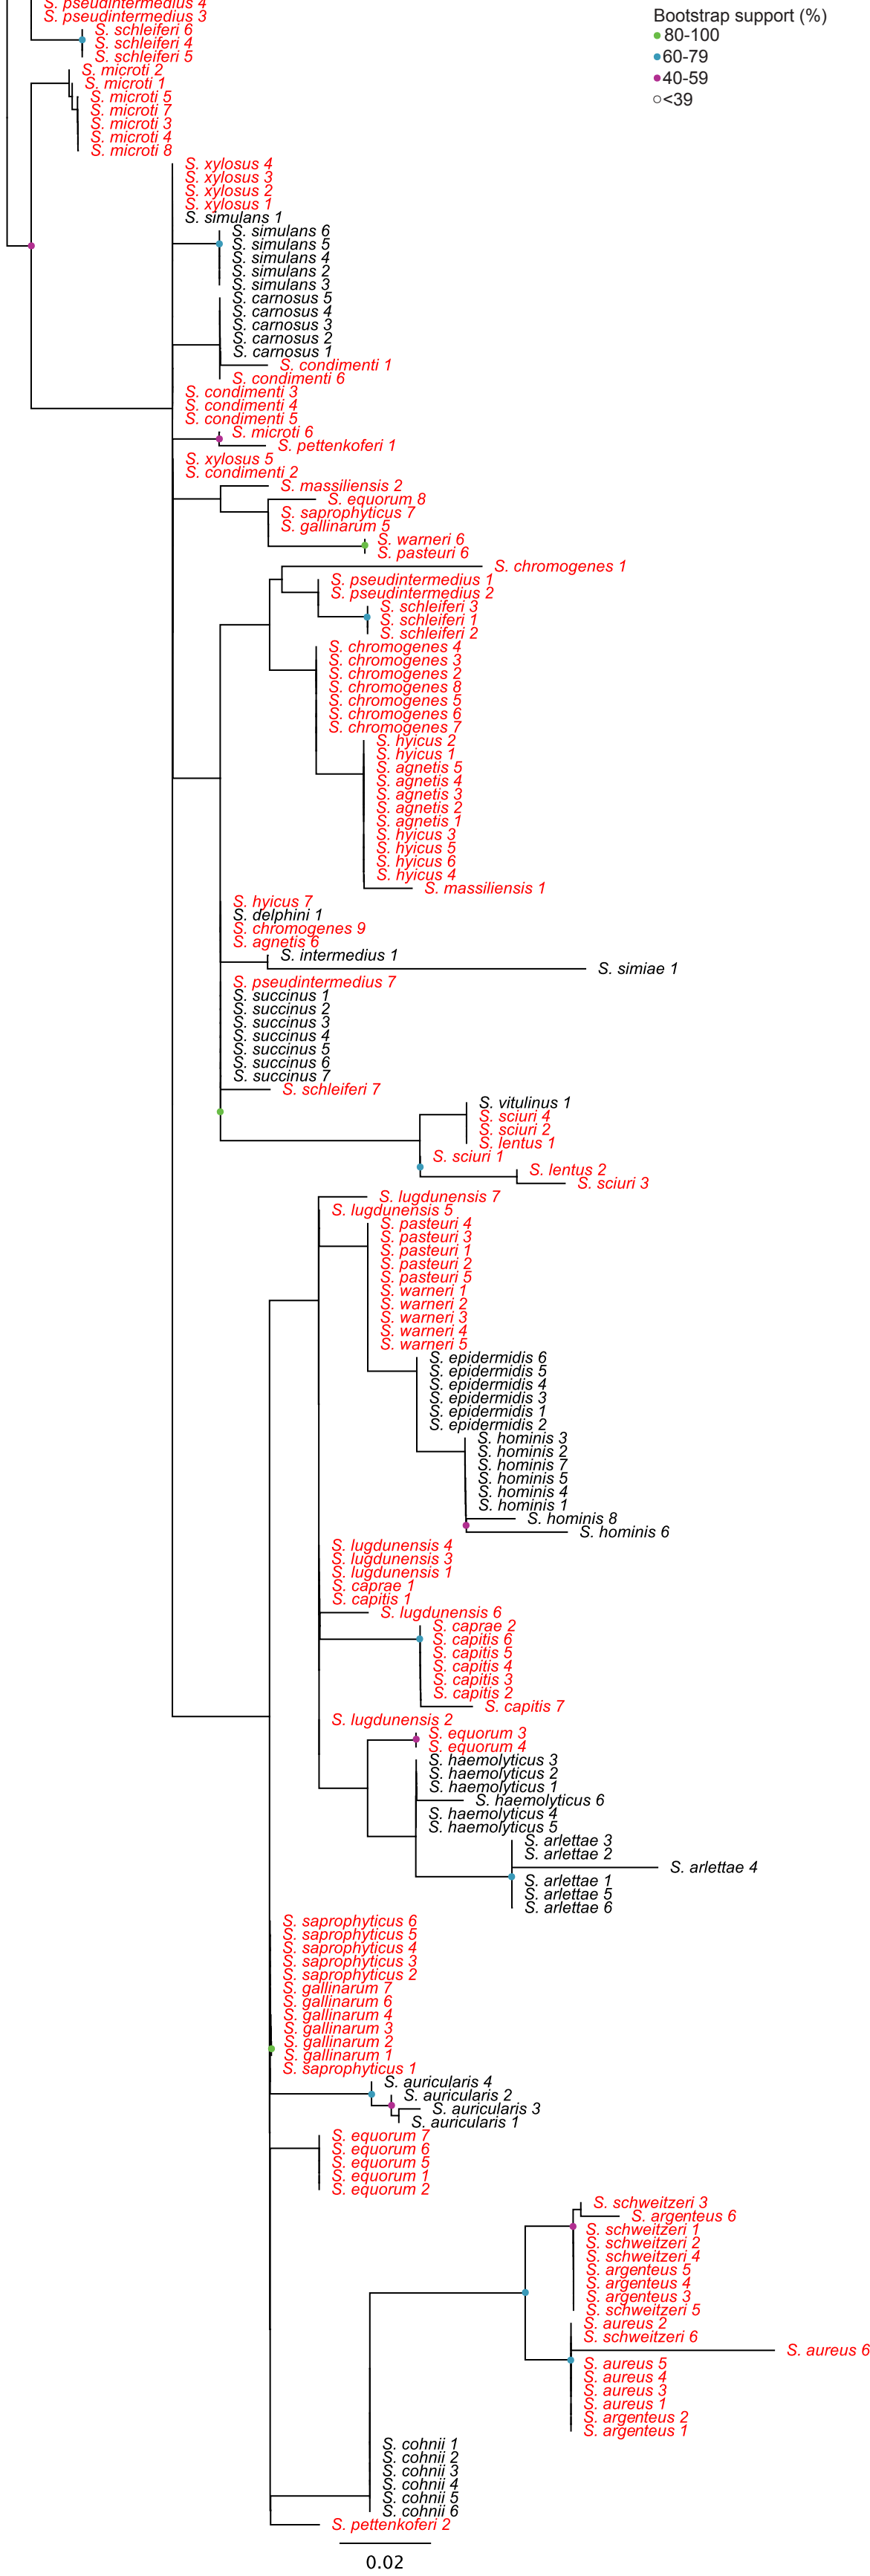 S. pseudintermedius 4
S. pseudintermedius 3
S. schleiferi 6
S. schleiferi 4
S. schleiferi 5
S. microti 2
S. microti 1
S. microti 5
S. microti 7
S. microti 3
S. microti 4
S. microti 8
Bootstrap support (%)
80-100
60-79
40-59
<39
S. xylosus 4
S. xylosus 3
S. xylosus 2
S. xylosus 1
S. simulans 1
S. simulans 6
S. simulans 5
S. simulans 4
S. simulans 2
S. simulans 3
S. carnosus 5
S. carnosus 4
S. carnosus 3
S. carnosus 2
S. carnosus 1
S. condimenti 1
S. condimenti 6
S. condimenti 3
S. condimenti 4
S. condimenti 5
S. microti 6
S. pettenkoferi 1
S. xylosus 5
S. condimenti 2
S. massiliensis 2
S. equorum 8
S. saprophyticus 7
S. gallinarum 5
S. warneri 6
S. pasteuri 6
S. chromogenes 1
S. pseudintermedius 1
S. pseudintermedius 2
S. schleiferi 3
S. schleiferi 1
S. schleiferi 2
S. chromogenes 4
S. chromogenes 3
S. chromogenes 2
S. chromogenes 8
S. chromogenes 5
S. chromogenes 6
S. chromogenes 7
S. hyicus 2
S. hyicus 1
S. agnetis 5
S. agnetis 4
S. agnetis 3
S. agnetis 2
S. agnetis 1
S. hyicus 3
S. hyicus 5
S. hyicus 6
S. hyicus 4
S. massiliensis 1
S. hyicus 7
S. delphini 1
S. chromogenes 9
S. agnetis 6
S. intermedius 1
S. simiae 1
S. pseudintermedius 7
S. succinus 1
S. succinus 2
S. succinus 3
S. succinus 4
S. succinus 5
S. succinus 6
S. succinus 7
S. schleiferi 7
S. vitulinus 1
S. sciuri 4
S. sciuri 2
S. lentus 1
S. sciuri 1
S. lentus 2
S. sciuri 3
S. lugdunensis 7
S. lugdunensis 5
S. pasteuri 4
S. pasteuri 3
S. pasteuri 1
S. pasteuri 2
S. pasteuri 5
S. warneri 1
S. warneri 2
S. warneri 3
S. warneri 4
S. warneri 5
S. epidermidis 6
S. epidermidis 5
S. epidermidis 4
S. epidermidis 3
S. epidermidis 1
S. epidermidis 2
S. hominis 3
S. hominis 2
S. hominis 7
S. hominis 5
S. hominis 4
S. hominis 1
S. hominis 8
S. hominis 6
S. lugdunensis 4
S. lugdunensis 3
S. lugdunensis 1
S. caprae 1
S. capitis 1
S. lugdunensis 6
S. caprae 2
S. capitis 6
S. capitis 5
S. capitis 4
S. capitis 3
S. capitis 2
S. capitis 7
S. lugdunensis 2
S. equorum 3
S. equorum 4
S. haemolyticus 3
S. haemolyticus 2
S. haemolyticus 1
S. haemolyticus 6
S. haemolyticus 4
S. haemolyticus 5
S. arlettae 3
S. arlettae 2
S. arlettae 4
S. arlettae 1
S. arlettae 5
S. arlettae 6
S. saprophyticus 6
S. saprophyticus 5
S. saprophyticus 4
S. saprophyticus 3
S. saprophyticus 2
S. gallinarum 7
S. gallinarum 6
S. gallinarum 4
S. gallinarum 3
S. gallinarum 2
S. gallinarum 1
S. saprophyticus 1
S. auricularis 4
S. auricularis 2
S. auricularis 3
S. auricularis 1
S. equorum 7
S. equorum 6
S. equorum 5
S. equorum 1
S. equorum 2
S. schweitzeri 3
S. argenteus 6
S. schweitzeri 1
S. schweitzeri 2
S. schweitzeri 4
S. argenteus 5
S. argenteus 4
S. argenteus 3
S. schweitzeri 5
S. aureus 2
S. schweitzeri 6
S. aureus 6
S. aureus 5
S. aureus 4
S. aureus 3
S. aureus 1
S. argenteus 2
S. argenteus 1
S. cohnii 1
S. cohnii 2
S. cohnii 3
S. cohnii 4
S. cohnii 5
S. cohnii 6
S. pettenkoferi 2
0.02